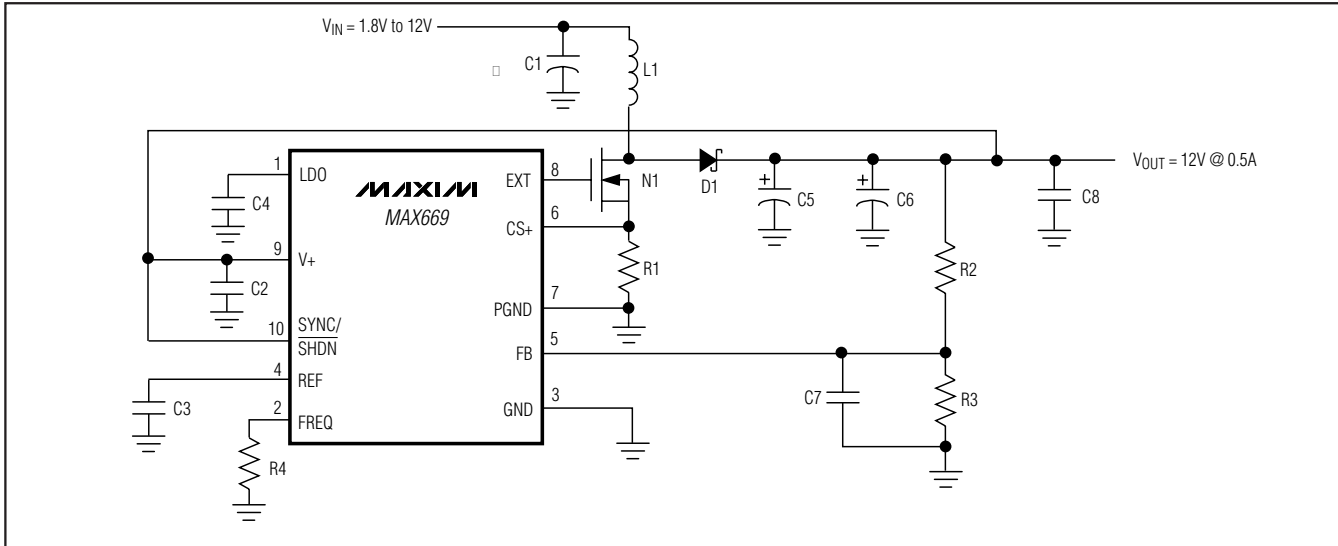 VIN = 1.8V to 12V
C1
L1
1
LDO
MAXIM
MAX669
EXT
8
N1
D1
C5
C6
C8
VOUT = 12V @ 0.5A
C4
CS+
6
R1
R2
9
V+
C2
PGND
7
10
SYNC/
SHDN
FB
5
4
REF
C3
C7
R3
2
FREQ
GND
3
R4
+
+